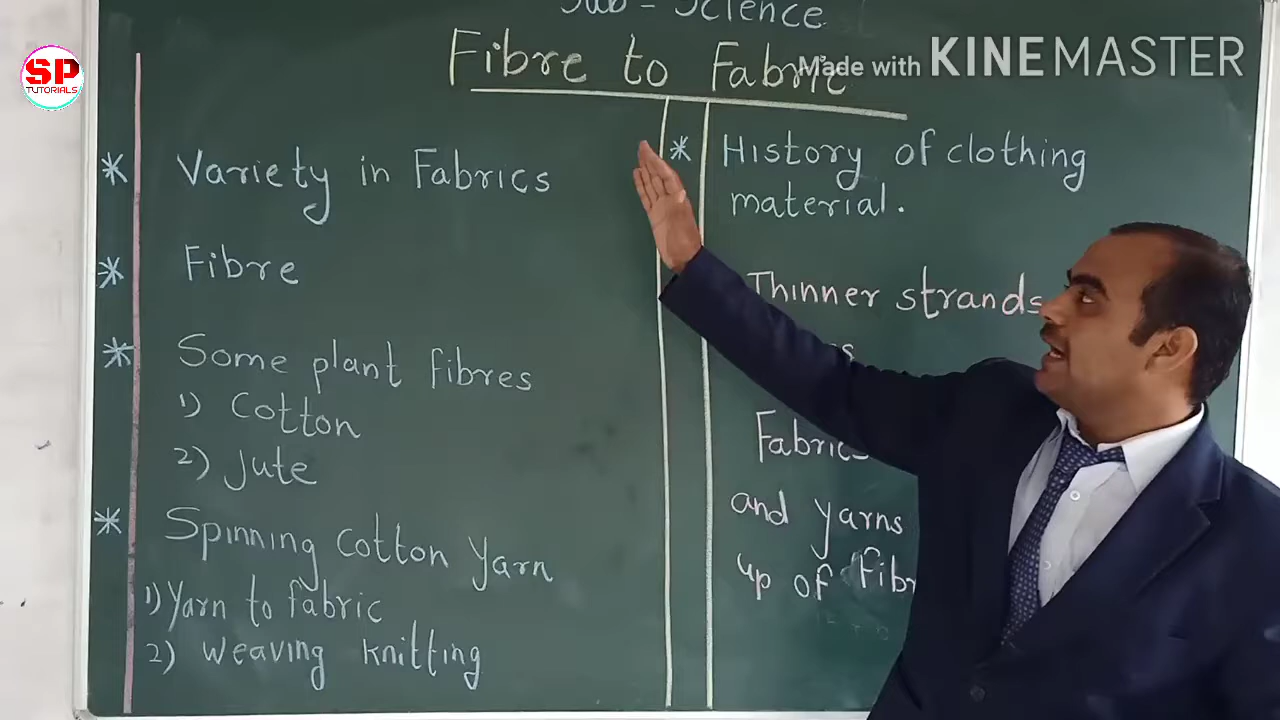 Sub - Science
SP
TUTORIALS
Fibre to Fabric
Made with KINEMASTER
* Variety in Fabrics
* Fibre
* Some plant fibres
1) Cotton
2) Jute
* Spinning cotton Yarn
1) Yarn to fabric
2) Weaving knitting
* History of clothing
material.
Thinner strands
Fabrics
and yarns
up of